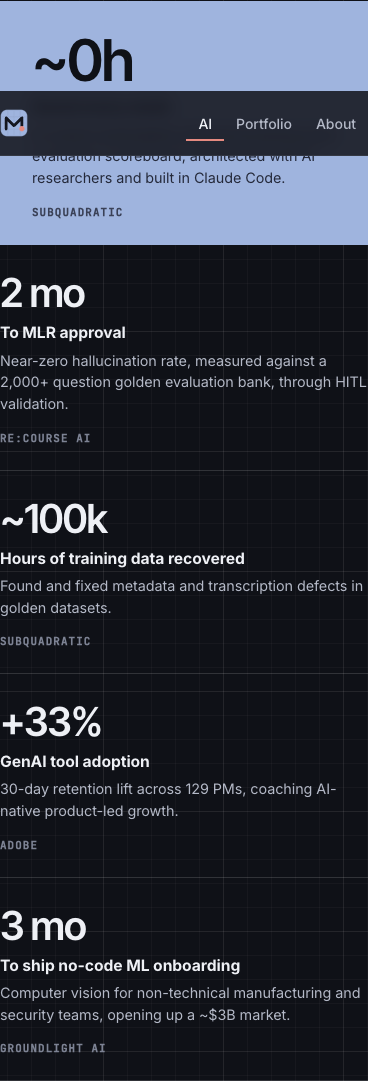 ~0h
AI Portfolio About
evaluation scoreboard, architected with AI
researchers and built in Claude Code.
SUBQUADRATIC
2 mo
To MLR approval
Near-zero hallucination rate, measured against a
2,000+ question golden evaluation bank, through HITL
validation.
RE:COURSE AI
~100k
Hours of training data recovered
Found and fixed metadata and transcription defects in
golden datasets.
SUBQUADRATIC
+33%
GenAI tool adoption
30-day retention lift across 129 PMs, coaching AI-
native product-led growth.
ADOBE
3 mo
To ship no-code ML onboarding
Computer vision for non-technical manufacturing and
security teams, opening up a ~$3B market.
GROUNDLIGHT AI